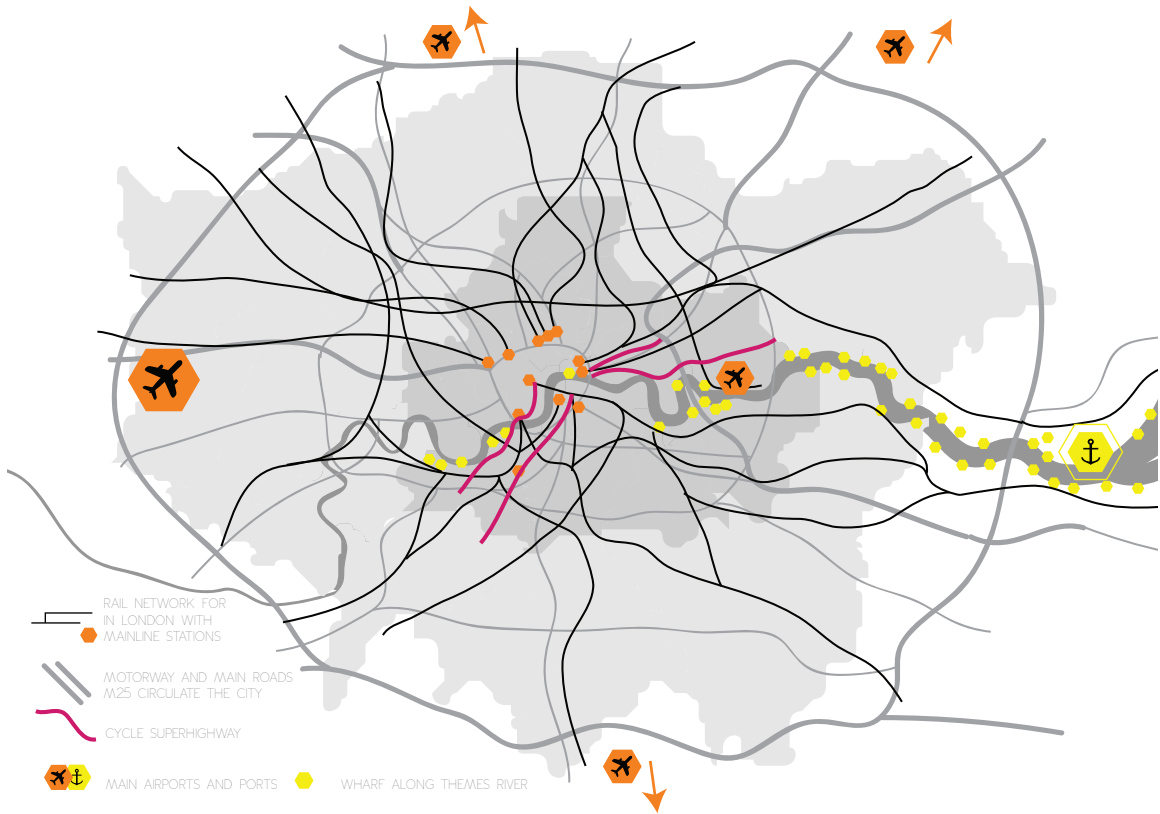 RAIL NETWORK FOR
IN LONDON WITH
MAINLINE STATIONS
MOTORWAY AND MAIN ROADS
M25 CIRCULATE THE CITY
CYCLE SUPERHIGHWAY
MAIN AIRPORTS AND PORTS
WHARF ALONG THEMES RIVER